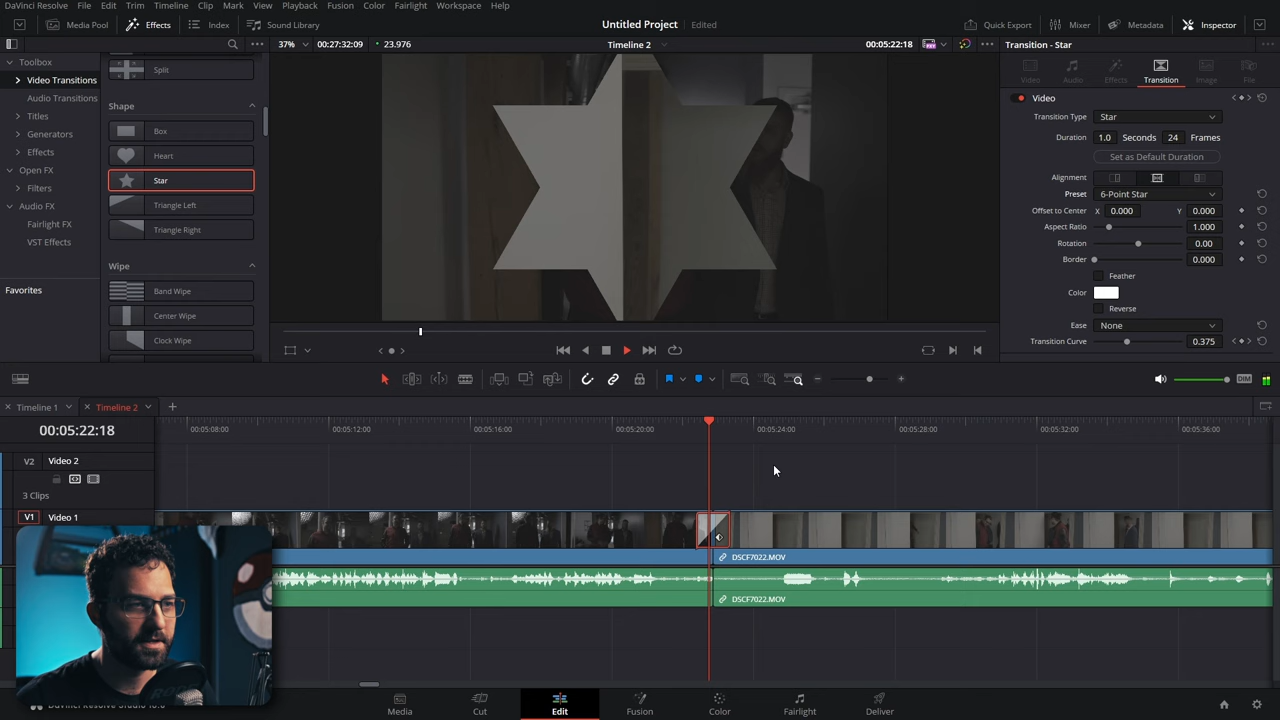 DaVinci Resolve File Edit Trim Timeline Clip Mark View Playback Fusion Color Fairlight Workspace Help
Media Pool Effects Index Sound Library Untitled Project Edited Quick Export Mixer Metadata Inspector
37% 00:27:32:09 23.976 Timeline 2 00:05:22:18 Transition - Star
Toolbox
Video Transitions
Audio Transitions
Titles
Generators
Effects
Open FX
Filters
Audio FX
Fairlight FX
VST Effects
Favorites
Split
Shape
Box
Heart
Star
Triangle Left
Triangle Right
Wipe
Band Wipe
Center Wipe
Clock Wipe
Video Audio Effects Transition Image File
Video
Transition Type Star
Duration 1.0 Seconds 24 Frames
Set as Default Duration
Alignment
Preset 6-Point Star
Offset to Center X 0.000 Y 0.000
Aspect Ratio 1.000
Rotation 0.00
Border 0.000
Feather
Color
Reverse
Ease None
Transition Curve 0.375
DIM
Timeline 1 Timeline 2
00:05:22:18
00:05:08:00 00:05:12:00 00:05:16:00 00:05:20:00 00:05:24:00 00:05:28:00 00:05:32:00 00:05:36:00
V2 Video 2
3 Clips
V1 Video 1
DSCF7022.MOV
DSCF7022.MOV
Media Cut Edit Fusion Color Fairlight Deliver